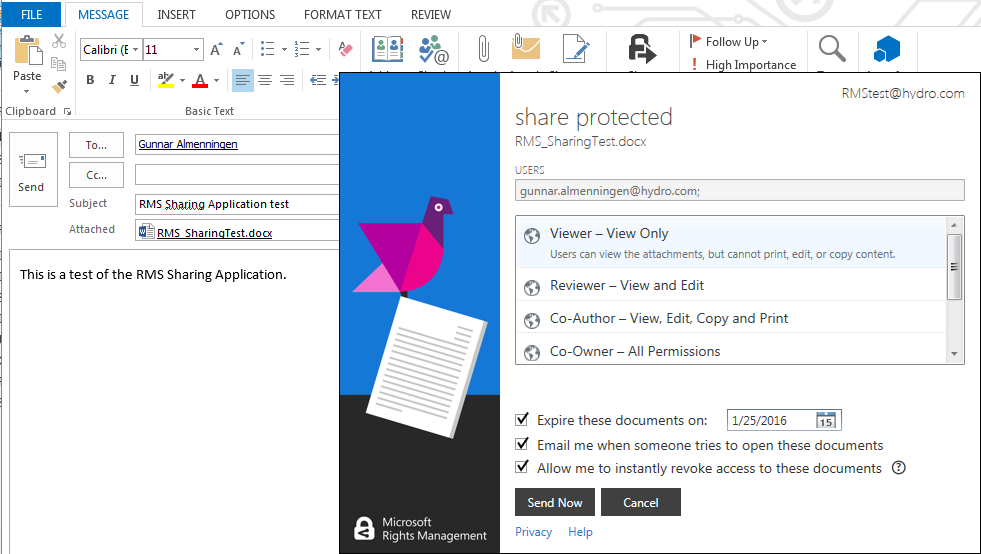 FILE MESSAGE INSERT OPTIONS FORMAT TEXT REVIEW
Calibri (E 11
Paste
B I U
Follow Up
! High Importance
Clipboard Basic Text
To... Gunnar Almenningen
Cc...
Send
Subject RMS Sharing Application test
Attached RMS_SharingTest.docx
This is a test of the RMS Sharing Application.
RMStest@hydro.com
share protected
RMS_SharingTest.docx
USERS
gunnar.almenningen@hydro.com;
Viewer – View Only
Users can view the attachments, but cannot print, edit, or copy content.
Reviewer – View and Edit
Co-Author – View, Edit, Copy and Print
Co-Owner – All Permissions
Expire these documents on: 1/25/2016 15
Email me when someone tries to open these documents
Allow me to instantly revoke access to these documents ?
Send Now Cancel
Privacy Help
Microsoft
Rights Management